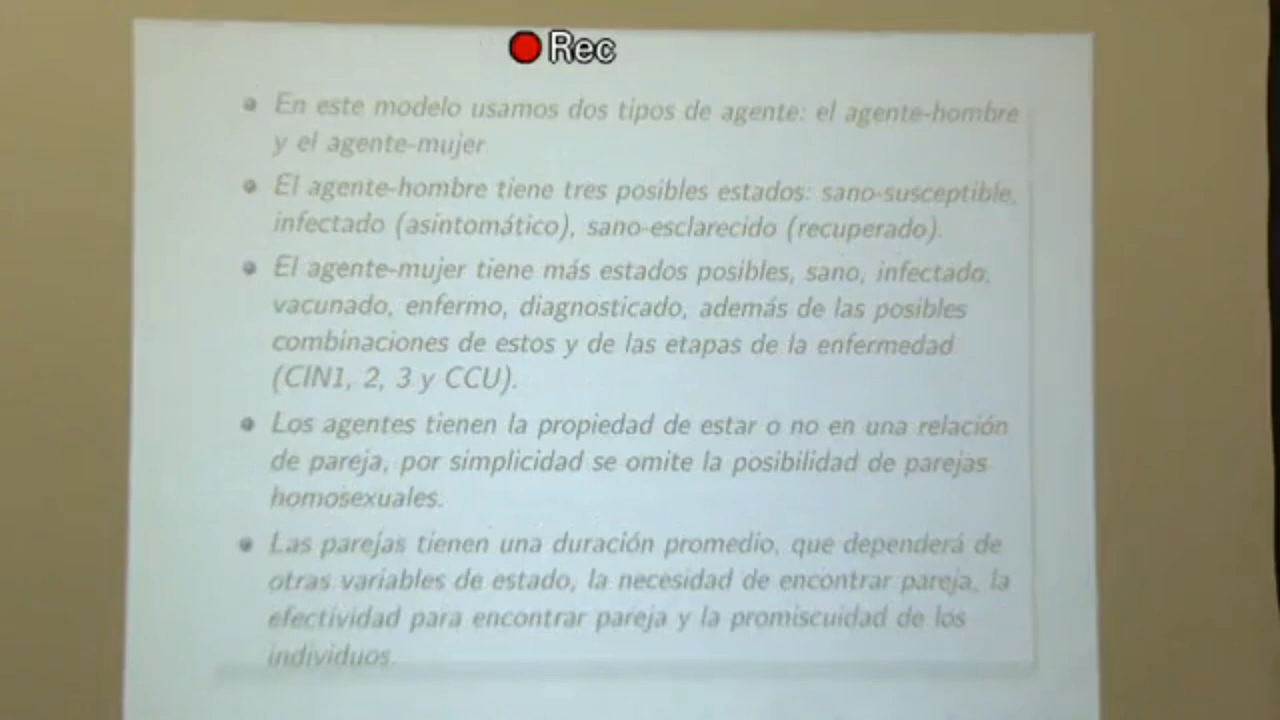 Rec
En este modelo usamos dos tipos de agente: el agente-hombre
y el agente-mujer
El agente-hombre tiene tres posibles estados: sano-susceptible,
infectado (asintomático), sano-esclarecido (recuperado).
El agente-mujer tiene más estados posibles, sano, infectado,
vacunado, enfermo, diagnosticado, además de las posibles
combinaciones de estos y de las etapas de la enfermedad
(CIN1, 2, 3 y CCU).
Los agentes tienen la propiedad de estar o no en una relación
de pareja, por simplicidad se omite la posibilidad de parejas
homosexuales.
Las parejas tienen una duración promedio, que dependerá de
otras variables de estado, la necesidad de encontrar pareja, la
efectividad para encontrar pareja y la promiscuidad de los
individuos.